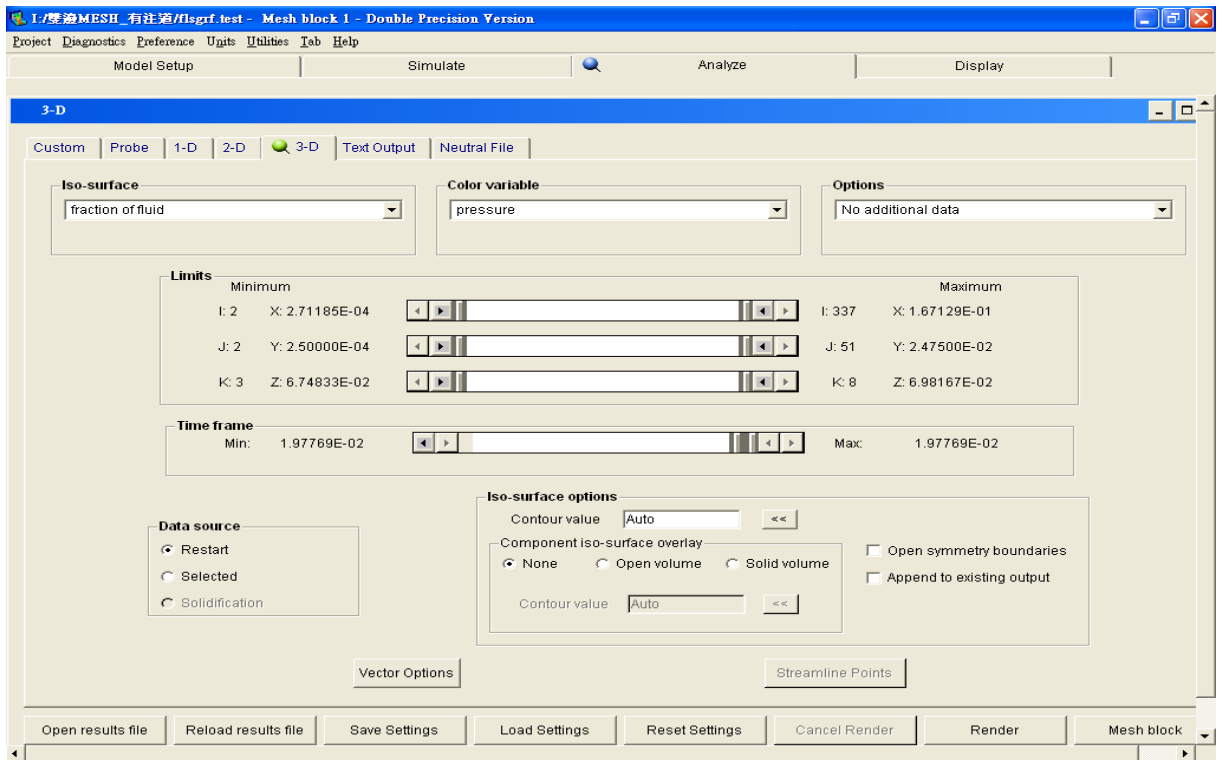 I:/雙澆MESH_有注道/flsgrf.test - Mesh block 1 - Double Precision Version
Project Diagnostics Preference Units Utilities Tab Help
Model Setup Simulate Analyze Display
3-D
Custom Probe 1-D 2-D 3-D Text Output Neutral File
Iso-surface Color variable Options
fraction of fluid pressure No additional data
Limits
Minimum Maximum
I: 2 X: 2.71185E-04 I: 337 X: 1.67129E-01
J: 2 Y: 2.50000E-04 J: 51 Y: 2.47500E-02
K: 3 Z: 6.74833E-02 K: 8 Z: 6.98167E-02
Time frame
Min: 1.97769E-02 Max: 1.97769E-02
Iso-surface options
Contour value Auto <<
Data source
Component iso-surface overlay
Restart None Open volume Solid volume Open symmetry boundaries
Selected Append to existing output
Solidification Contour value Auto <<
Vector Options Streamline Points
Open results file Reload results file Save Settings Load Settings Reset Settings Cancel Render Render Mesh block